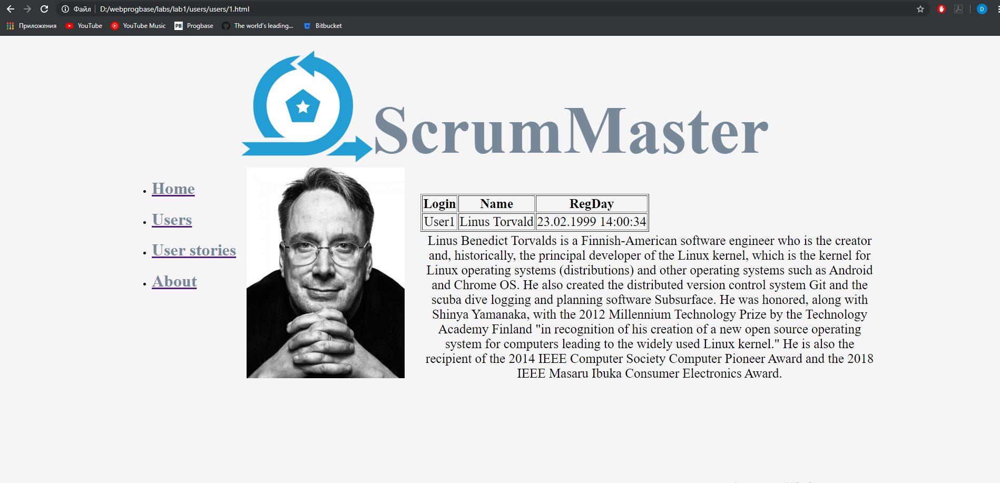 Файл D:/webprogbase/labs/lab1/users/users/1.html
D
Приложения YouTube YouTube Music PB Progbase The world's leading... Bitbucket
ScrumMaster
Home
Users
User stories
About
Login Name RegDay
User1 Linus Torvald 23.02.1999 14:00:34
Linus Benedict Torvalds is a Finnish-American software engineer who is the creator
and, historically, the principal developer of the Linux kernel, which is the kernel for
Linux operating systems (distributions) and other operating systems such as Android
and Chrome OS. He also created the distributed version control system Git and the
scuba dive logging and planning software Subsurface. He was honored, along with
Shinya Yamanaka, with the 2012 Millennium Technology Prize by the Technology
Academy Finland "in recognition of his creation of a new open source operating
system for computers leading to the widely used Linux kernel." He is also the
recipient of the 2014 IEEE Computer Society Computer Pioneer Award and the 2018
IEEE Masaru Ibuka Consumer Electronics Award.